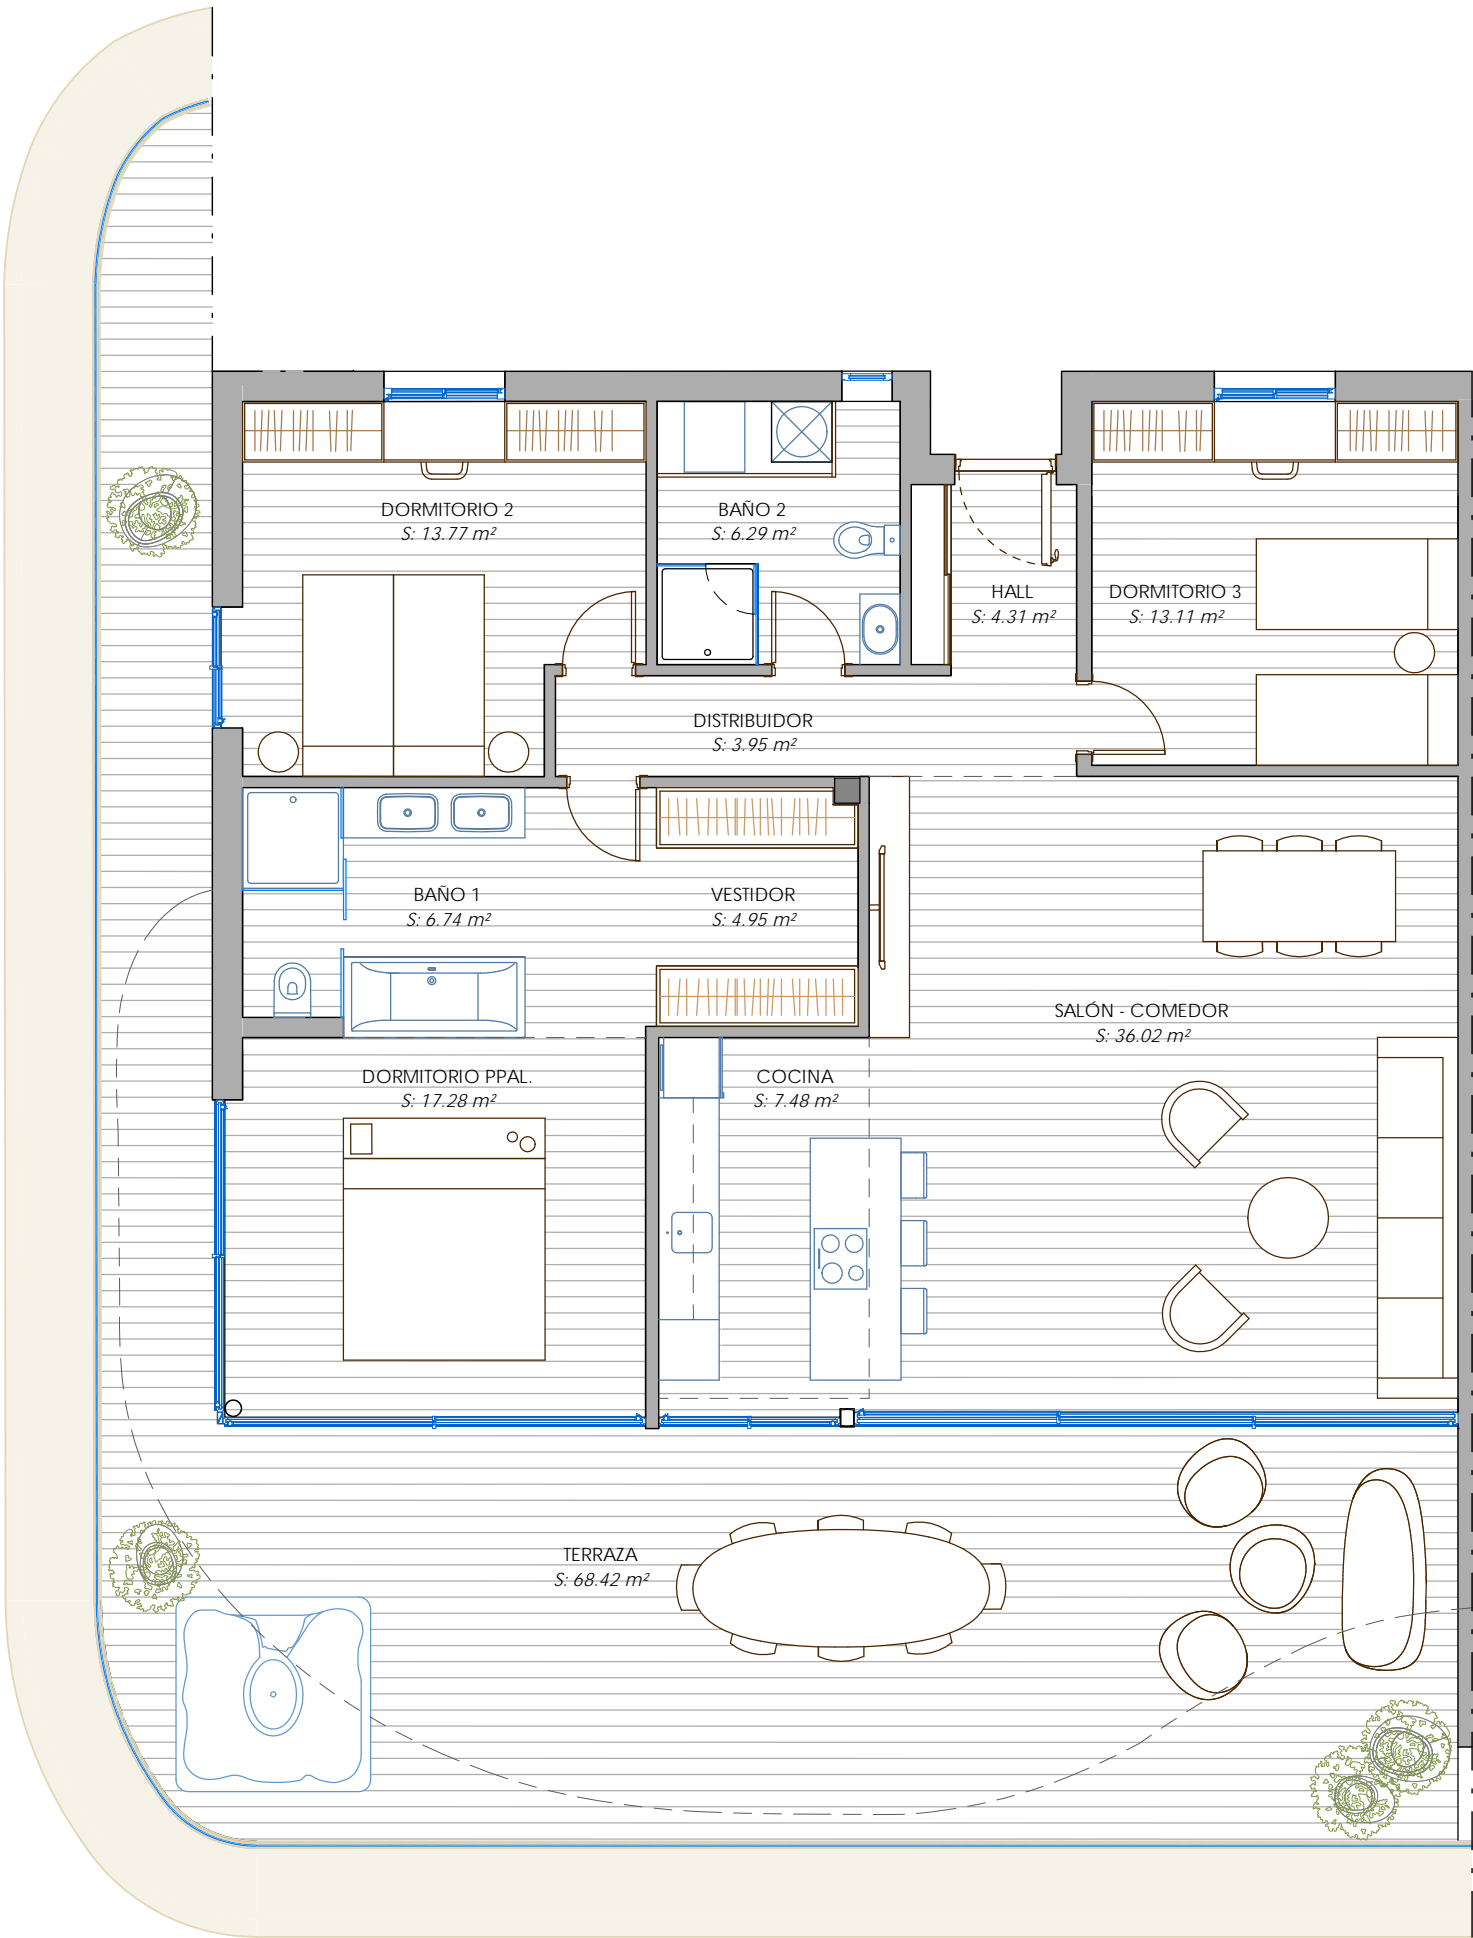 DORMITORIO 2
S: 13.77 m²
BAÑO 2
S: 6.29 m²
HALL
S: 4.31 m²
DORMITORIO 3
S: 13.11 m²
DISTRIBUIDOR
S: 3.95 m²
BAÑO 1
S: 6.74 m²
VESTIDOR
S: 4.95 m²
SALÓN - COMEDOR
S: 36.02 m²
DORMITORIO PPAL.
S: 17.28 m²
COCINA
S: 7.48 m²
TERRAZA
S: 68.42 m²